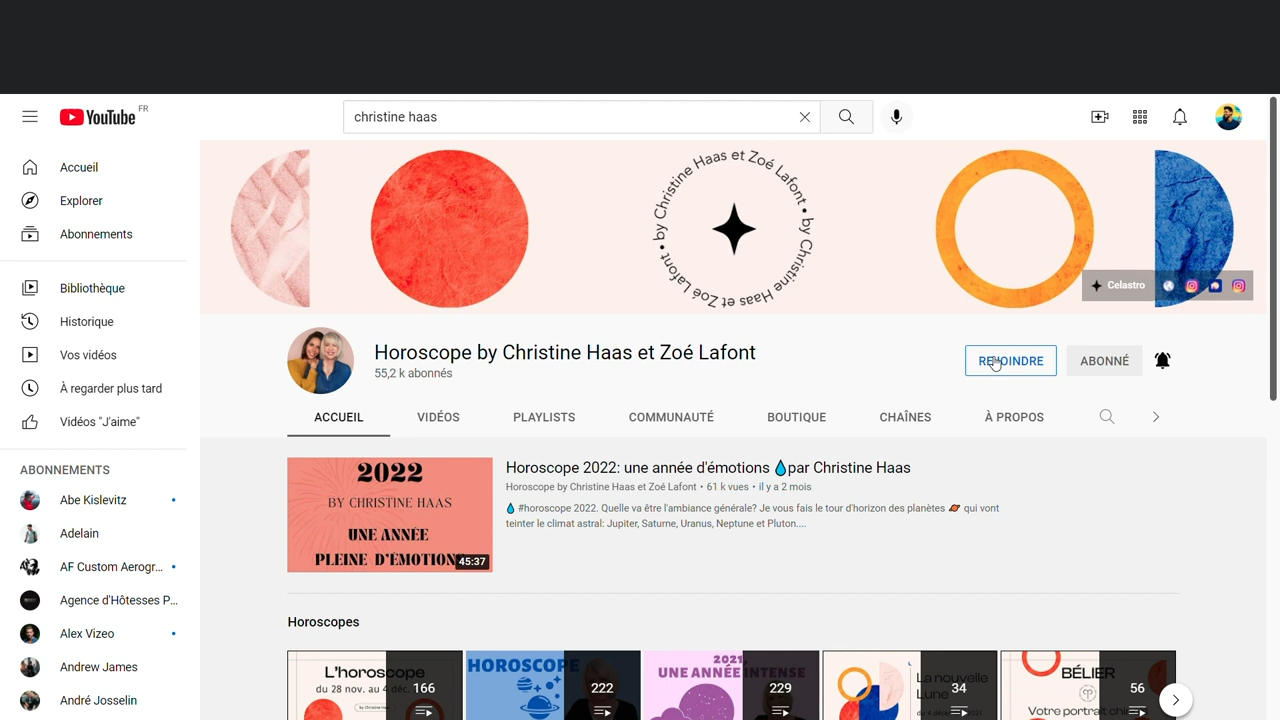 YouTube FR
christine haas
Accueil
Explorer
Abonnements
Bibliothèque
Historique
Vos vidéos
À regarder plus tard
Vidéos "J'aime"
ABONNEMENTS
Abe Kislevitz
Adelain
AF Custom Aerogr...
Agence d'Hôtesses P...
Alex Vizeo
Andrew James
André Josselin
by Christine Haas et Zoé Lafont • by Christine Haas et Zoé Lafont •
Celastro
Horoscope by Christine Haas et Zoé Lafont
55,2 k abonnés
REJOINDRE
ABONNÉ
ACCUEIL
VIDÉOS
PLAYLISTS
COMMUNAUTÉ
BOUTIQUE
CHAÎNES
À PROPOS
2022
BY CHRISTINE HAAS
UNE ANNÉE
PLEINE D'ÉMOTION
45:37
Horoscope 2022: une année d'émotions 💧par Christine Haas
Horoscope by Christine Haas et Zoé Lafont • 61 k vues • il y a 2 mois
💧 #horoscope 2022. Quelle va être l'ambiance générale? Je vous fais le tour d'horizon des planètes 🪐 qui vont
teinter le climat astral: Jupiter, Saturne, Uranus, Neptune et Pluton....
Horoscopes
L'horoscope
du 28 nov. au 4 déc.
166
HOROSCOPE
222
2021,
UNE ANNÉE INTENSE
229
La nouvelle
Lune
34
BÉLIER
Votre portrait
56